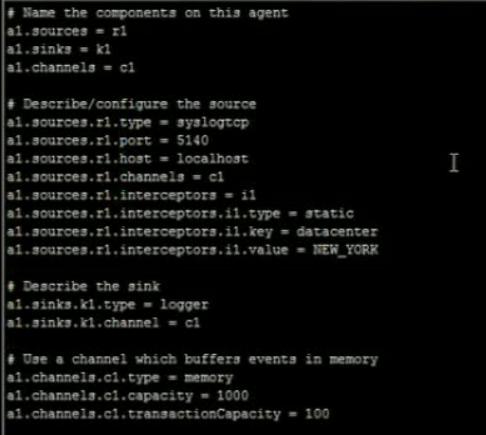 # Name the components on this agent
a1.sources = r1
a1.sinks = k1
a1.channels = c1
# Describe/configure the source
a1.sources.r1.type = syslogtcp
a1.sources.r1.port = 5140
a1.sources.r1.host = localhost
a1.sources.r1.channels = c1
a1.sources.r1.interceptors = i1
a1.sources.r1.interceptors.i1.type = static
a1.sources.r1.interceptors.i1.key = datacenter
a1.sources.r1.interceptors.i1.value = NEW_YORK
# Describe the sink
a1.sinks.k1.type = logger
a1.sinks.k1.channel = c1
# Use a channel which buffers events in memory
a1.channels.c1.type = memory
a1.channels.c1.capacity = 1000
a1.channels.c1.transactionCapacity = 100